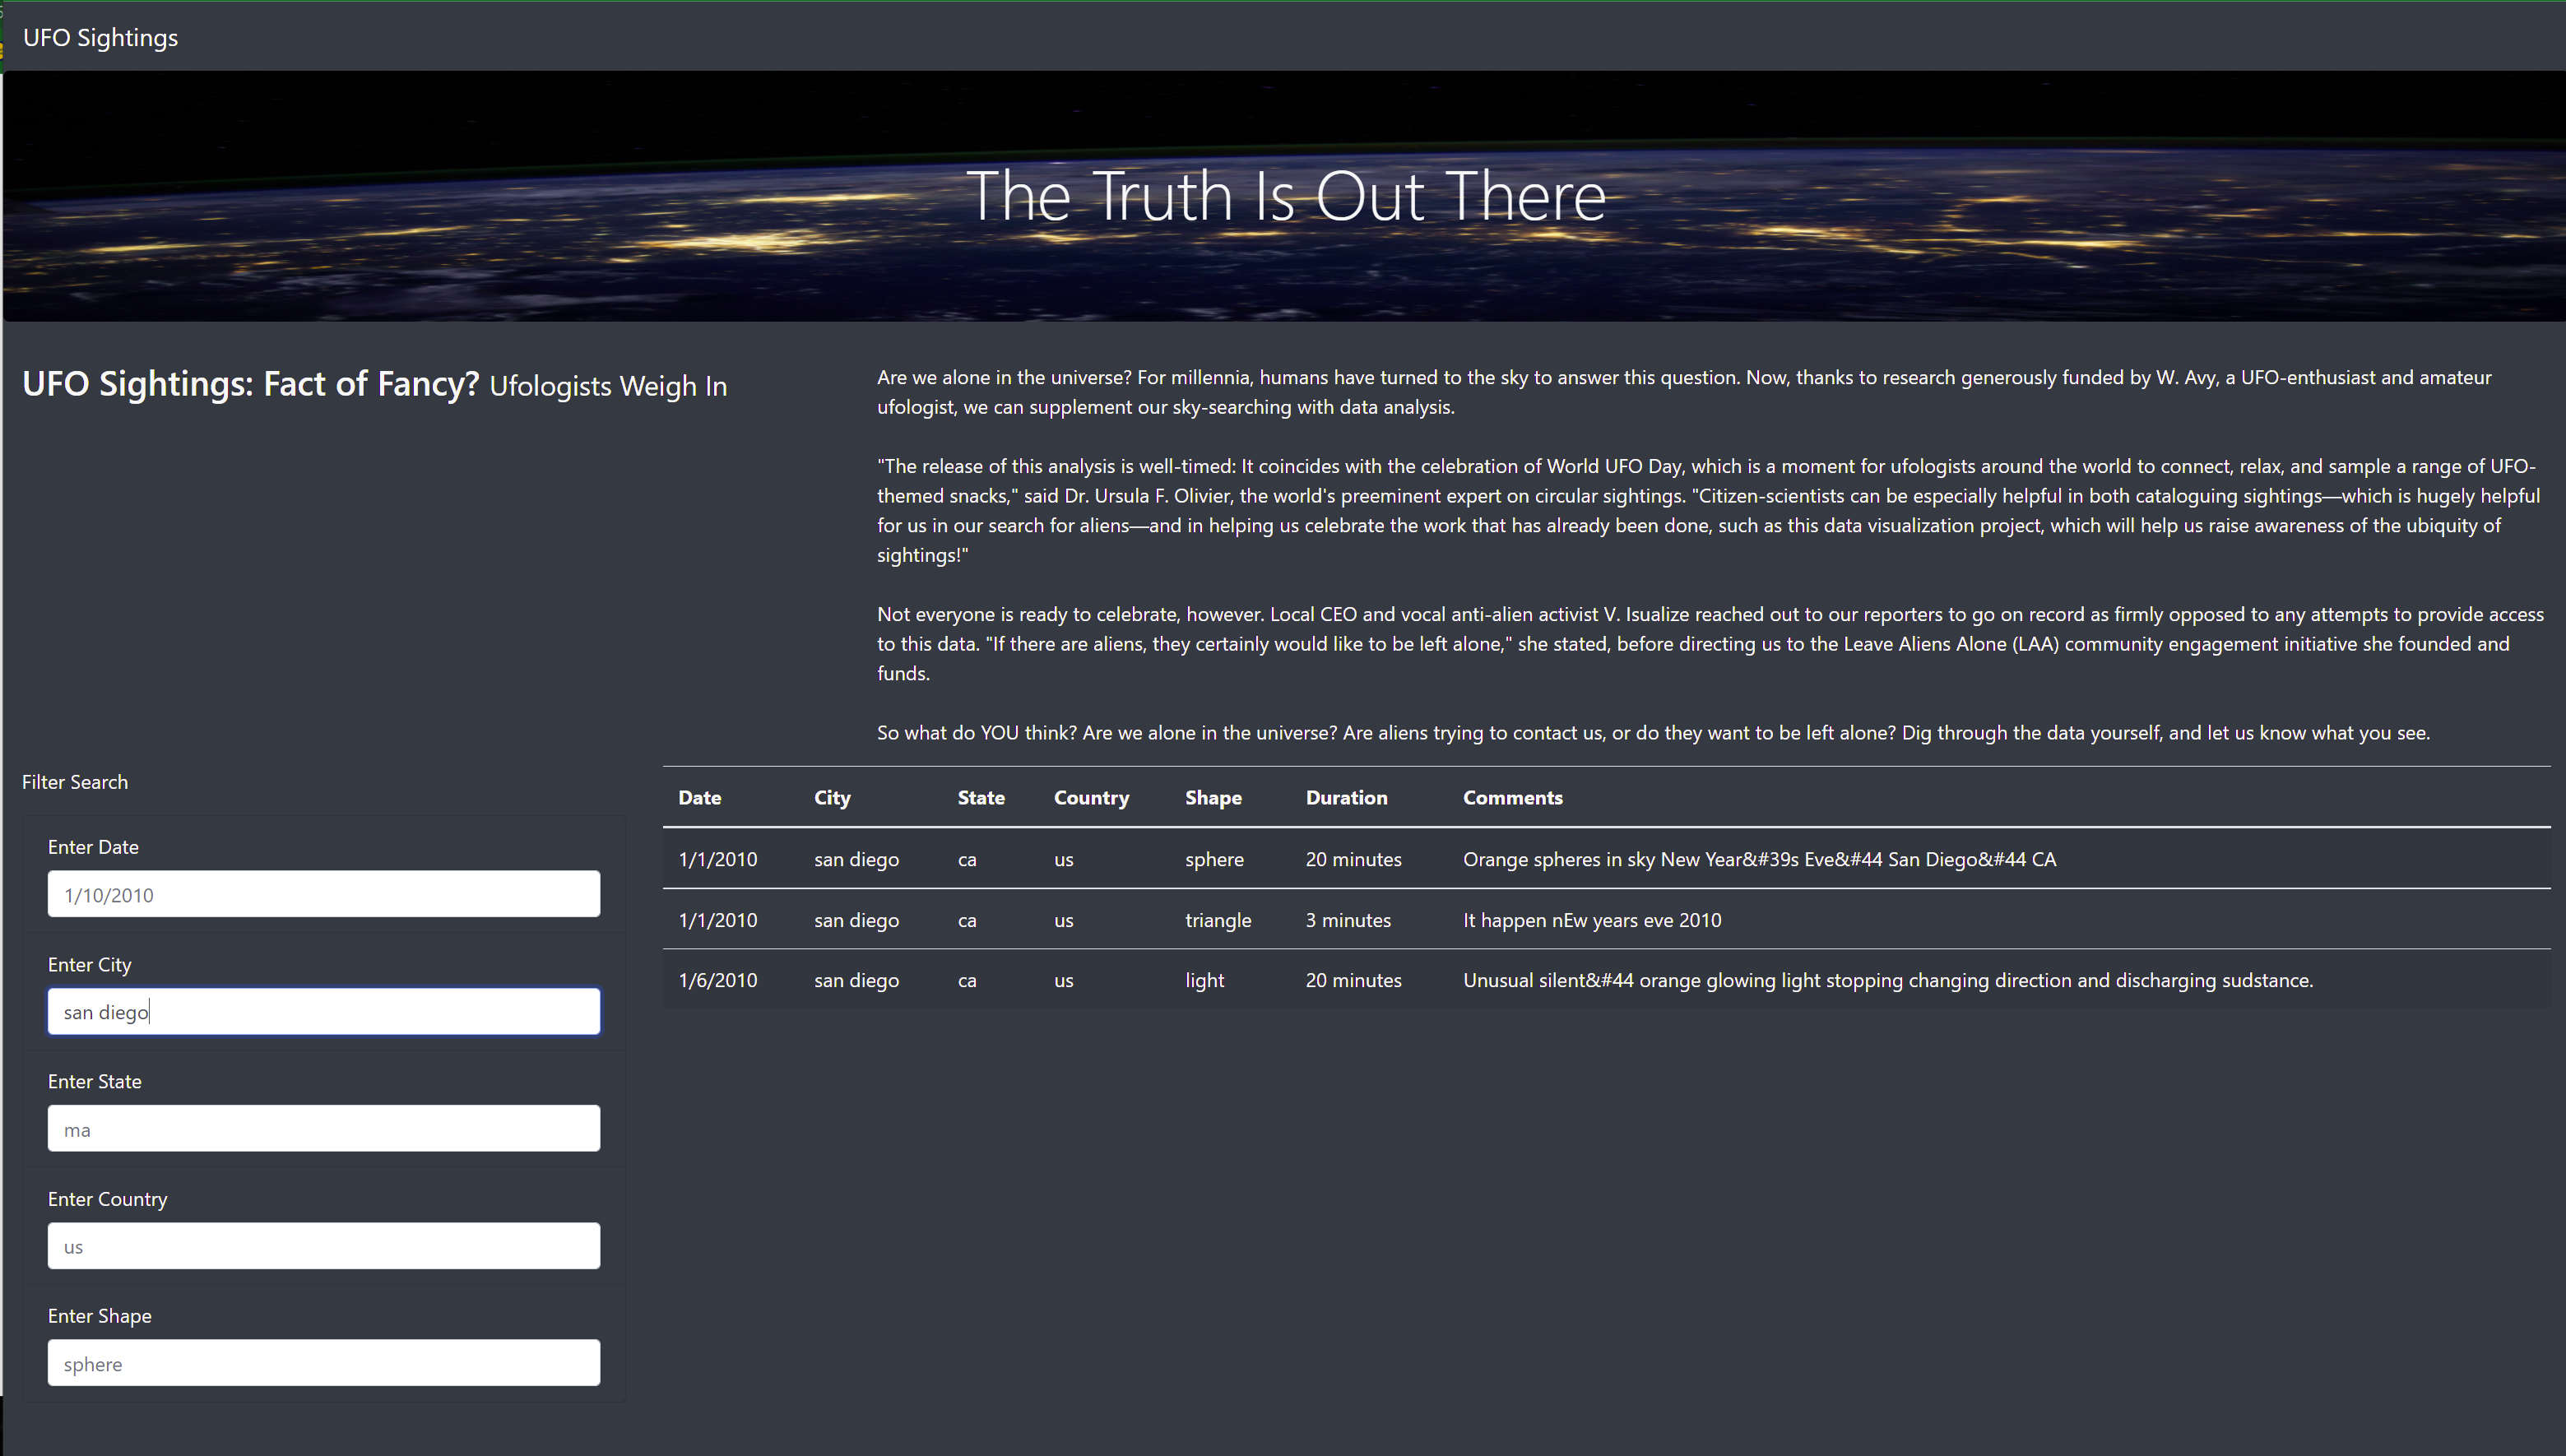 UFO Sightings
The Truth Is Out There
UFO Sightings: Fact of Fancy? Ufologists Weigh In
Are we alone in the universe? For millennia, humans have turned to the sky to answer this question. Now, thanks to research generously funded by W. Avy, a UFO-enthusiast and amateur
ufologist, we can supplement our sky-searching with data analysis.
"The release of this analysis is well-timed: It coincides with the celebration of World UFO Day, which is a moment for ufologists around the world to connect, relax, and sample a range of UFO-
themed snacks," said Dr. Ursula F. Olivier, the world's preeminent expert on circular sightings. "Citizen-scientists can be especially helpful in both cataloguing sightings—which is hugely helpful
for us in our search for aliens—and in helping us celebrate the work that has already been done, such as this data visualization project, which will help us raise awareness of the ubiquity of
sightings!"
Not everyone is ready to celebrate, however. Local CEO and vocal anti-alien activist V. Isualize reached out to our reporters to go on record as firmly opposed to any attempts to provide access
to this data. "If there are aliens, they certainly would like to be left alone," she stated, before directing us to the Leave Aliens Alone (LAA) community engagement initiative she founded and
funds.
So what do YOU think? Are we alone in the universe? Are aliens trying to contact us, or do they want to be left alone? Dig through the data yourself, and let us know what you see.
Filter Search
Enter Date
1/10/2010
Enter City
san diego
Enter State
ma
Enter Country
us
Enter Shape
sphere
Date City State Country Shape Duration Comments
1/1/2010 san diego ca us sphere 20 minutes Orange spheres in sky New Year&#39s Eve&#44 San Diego&#44 CA
1/1/2010 san diego ca us triangle 3 minutes It happen nEw years eve 2010
1/6/2010 san diego ca us light 20 minutes Unusual silent&#44 orange glowing light stopping changing direction and discharging sudstance.